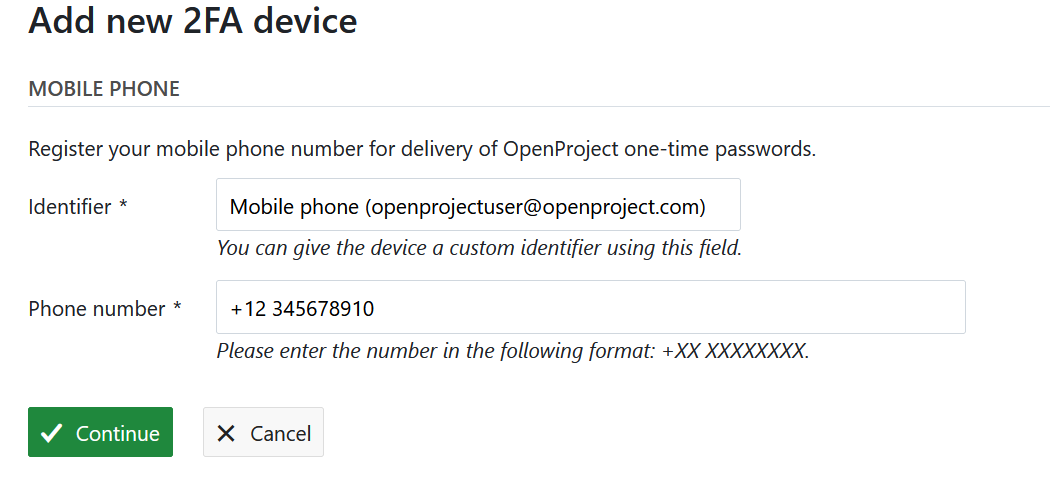 Add new 2FA device
MOBILE PHONE
Register your mobile phone number for delivery of OpenProject one-time passwords.
Identifier *
Mobile phone (openprojectuser@openproject.com)
You can give the device a custom identifier using this field.
Phone number *
+12 345678910
Please enter the number in the following format: +XX XXXXXXXX.
Continue
Cancel